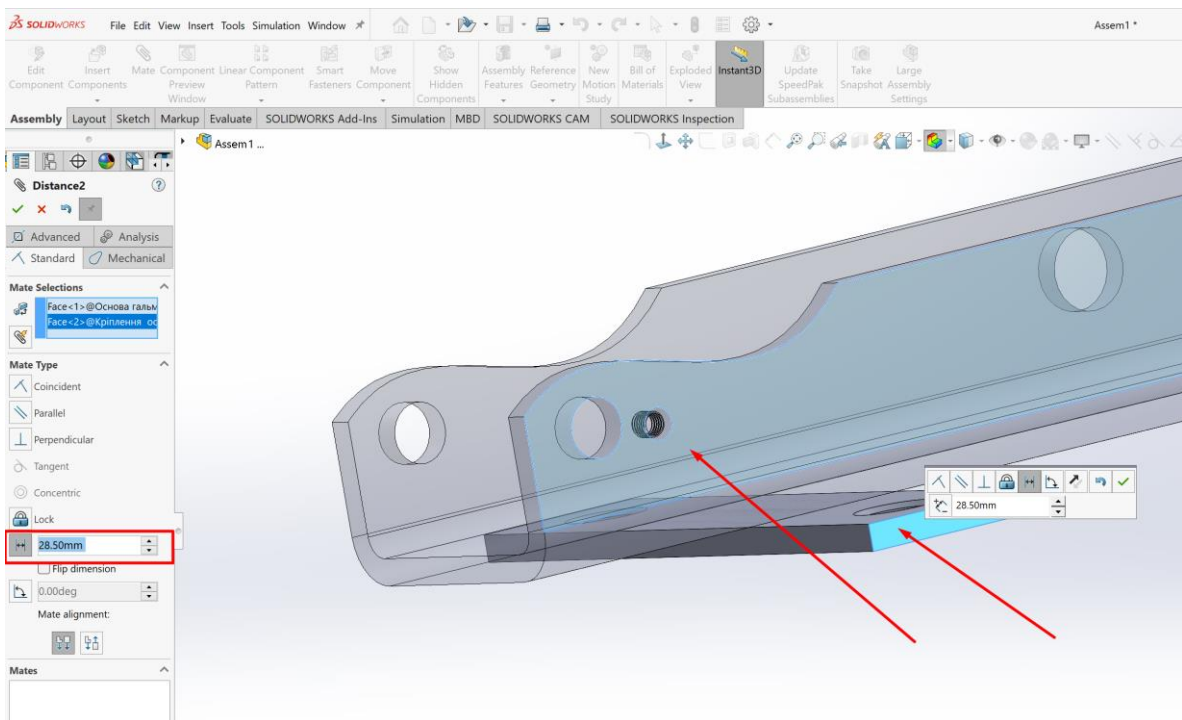 SOLIDWORKS File Edit View Insert Tools Simulation Window Assem1 *
Edit Component
Insert Components
Mate
Component Preview Window
Linear Component Pattern
Smart Fasteners
Move Component
Show Hidden Components
Assembly Features
Reference Geometry
New Motion Study
Bill of Materials
Exploded View
Instant3D
Update SpeedPak Subassemblies
Take Snapshot
Large Assembly Settings
Assembly Layout Sketch Markup Evaluate SOLIDWORKS Add-Ins Simulation MBD SOLIDWORKS CAM SOLIDWORKS Inspection
Assem1 ...
Distance2
Advanced Analysis
Standard Mechanical
Mate Selections
Face<1>@Основа гальм
Face<2>@Кріплення ос
Mate Type
Coincident
Parallel
Perpendicular
Tangent
Concentric
Lock
28.50mm
Flip dimension
0.00deg
Mate alignment:
Mates
28.50mm